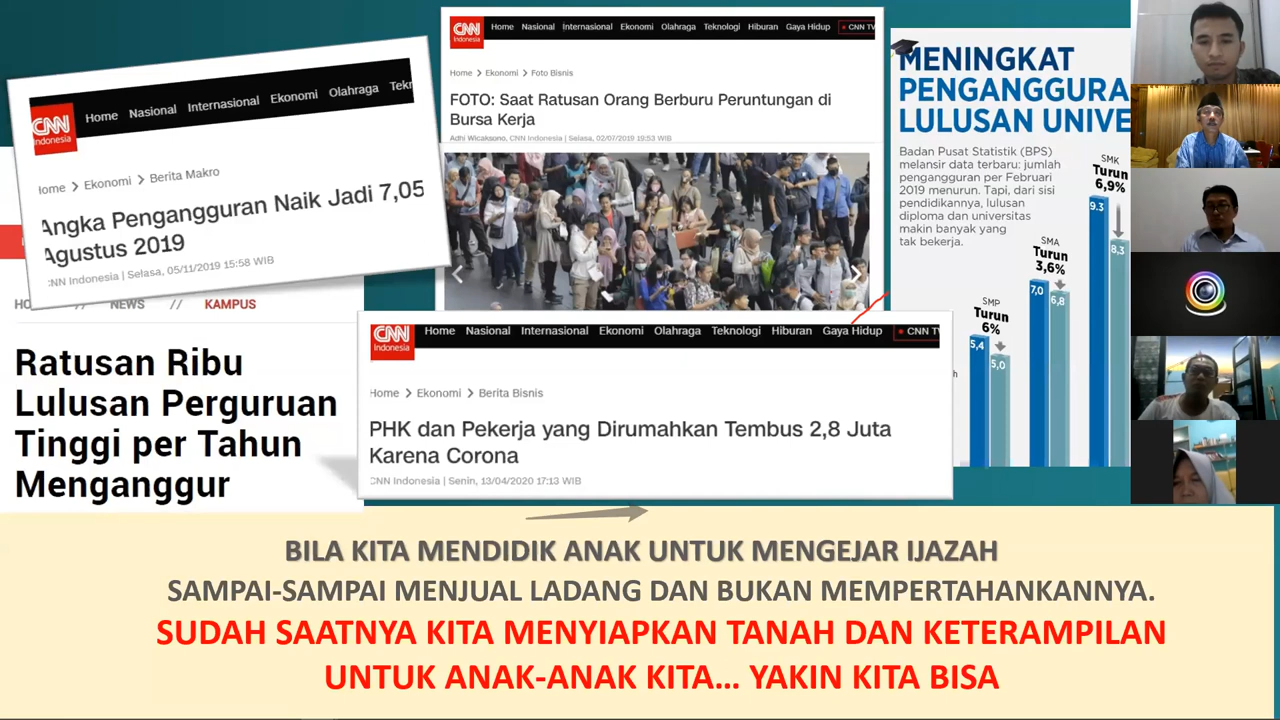 CNN Indonesia
Home Nasional Internasional Ekonomi Olahraga
Home > Ekonomi > Berita Makro
Angka Pengangguran Naik Jadi 7,05
Agustus 2019
CNN Indonesia | Selasa, 05/11/2019 15:58 WIB
// NEWS // KAMPUS
Ratusan Ribu
Lulusan Perguruan
Tinggi per Tahun
Menganggur
CNN Indonesia
Home Nasional Internasional Ekonomi Olahraga Teknologi Hiburan Gaya Hidup CNN TV
Home > Ekonomi > Foto Bisnis
FOTO: Saat Ratusan Orang Berburu Peruntungan di
Bursa Kerja
Adhi Wicaksono, CNN Indonesia | Selasa, 02/07/2019 19:53 WIB
CNN Indonesia
Home Nasional Internasional Ekonomi Olahraga Teknologi Hiburan Gaya Hidup CNN TV
Home > Ekonomi > Berita Bisnis
PHK dan Pekerja yang Dirumahkan Tembus 2,8 Juta
Karena Corona
CNN Indonesia | Senin, 13/04/2020 17:13 WIB
MENINGKAT
PENGANGGURA
LULUSAN UNIVE
Badan Pusat Statistik (BPS)
melansir data terbaru: jumlah
pengangguran per Februari
2019 menurun. Tapi, dari sisi
pendidikannya, lulusan
diploma dan universitas
makin banyak yang
tak bekerja.
SMP
Turun
6%
5,4
5,0
SMA
Turun
3,6%
7,0
6,8
SMK
Turun
6,9%
9.3
8,3
BILA KITA MENDIDIK ANAK UNTUK MENGEJAR IJAZAH
SAMPAI-SAMPAI MENJUAL LADANG DAN BUKAN MEMPERTAHANKANNYA.
SUDAH SAATNYA KITA MENYIAPKAN TANAH DAN KETERAMPILAN
UNTUK ANAK-ANAK KITA... YAKIN KITA BISA